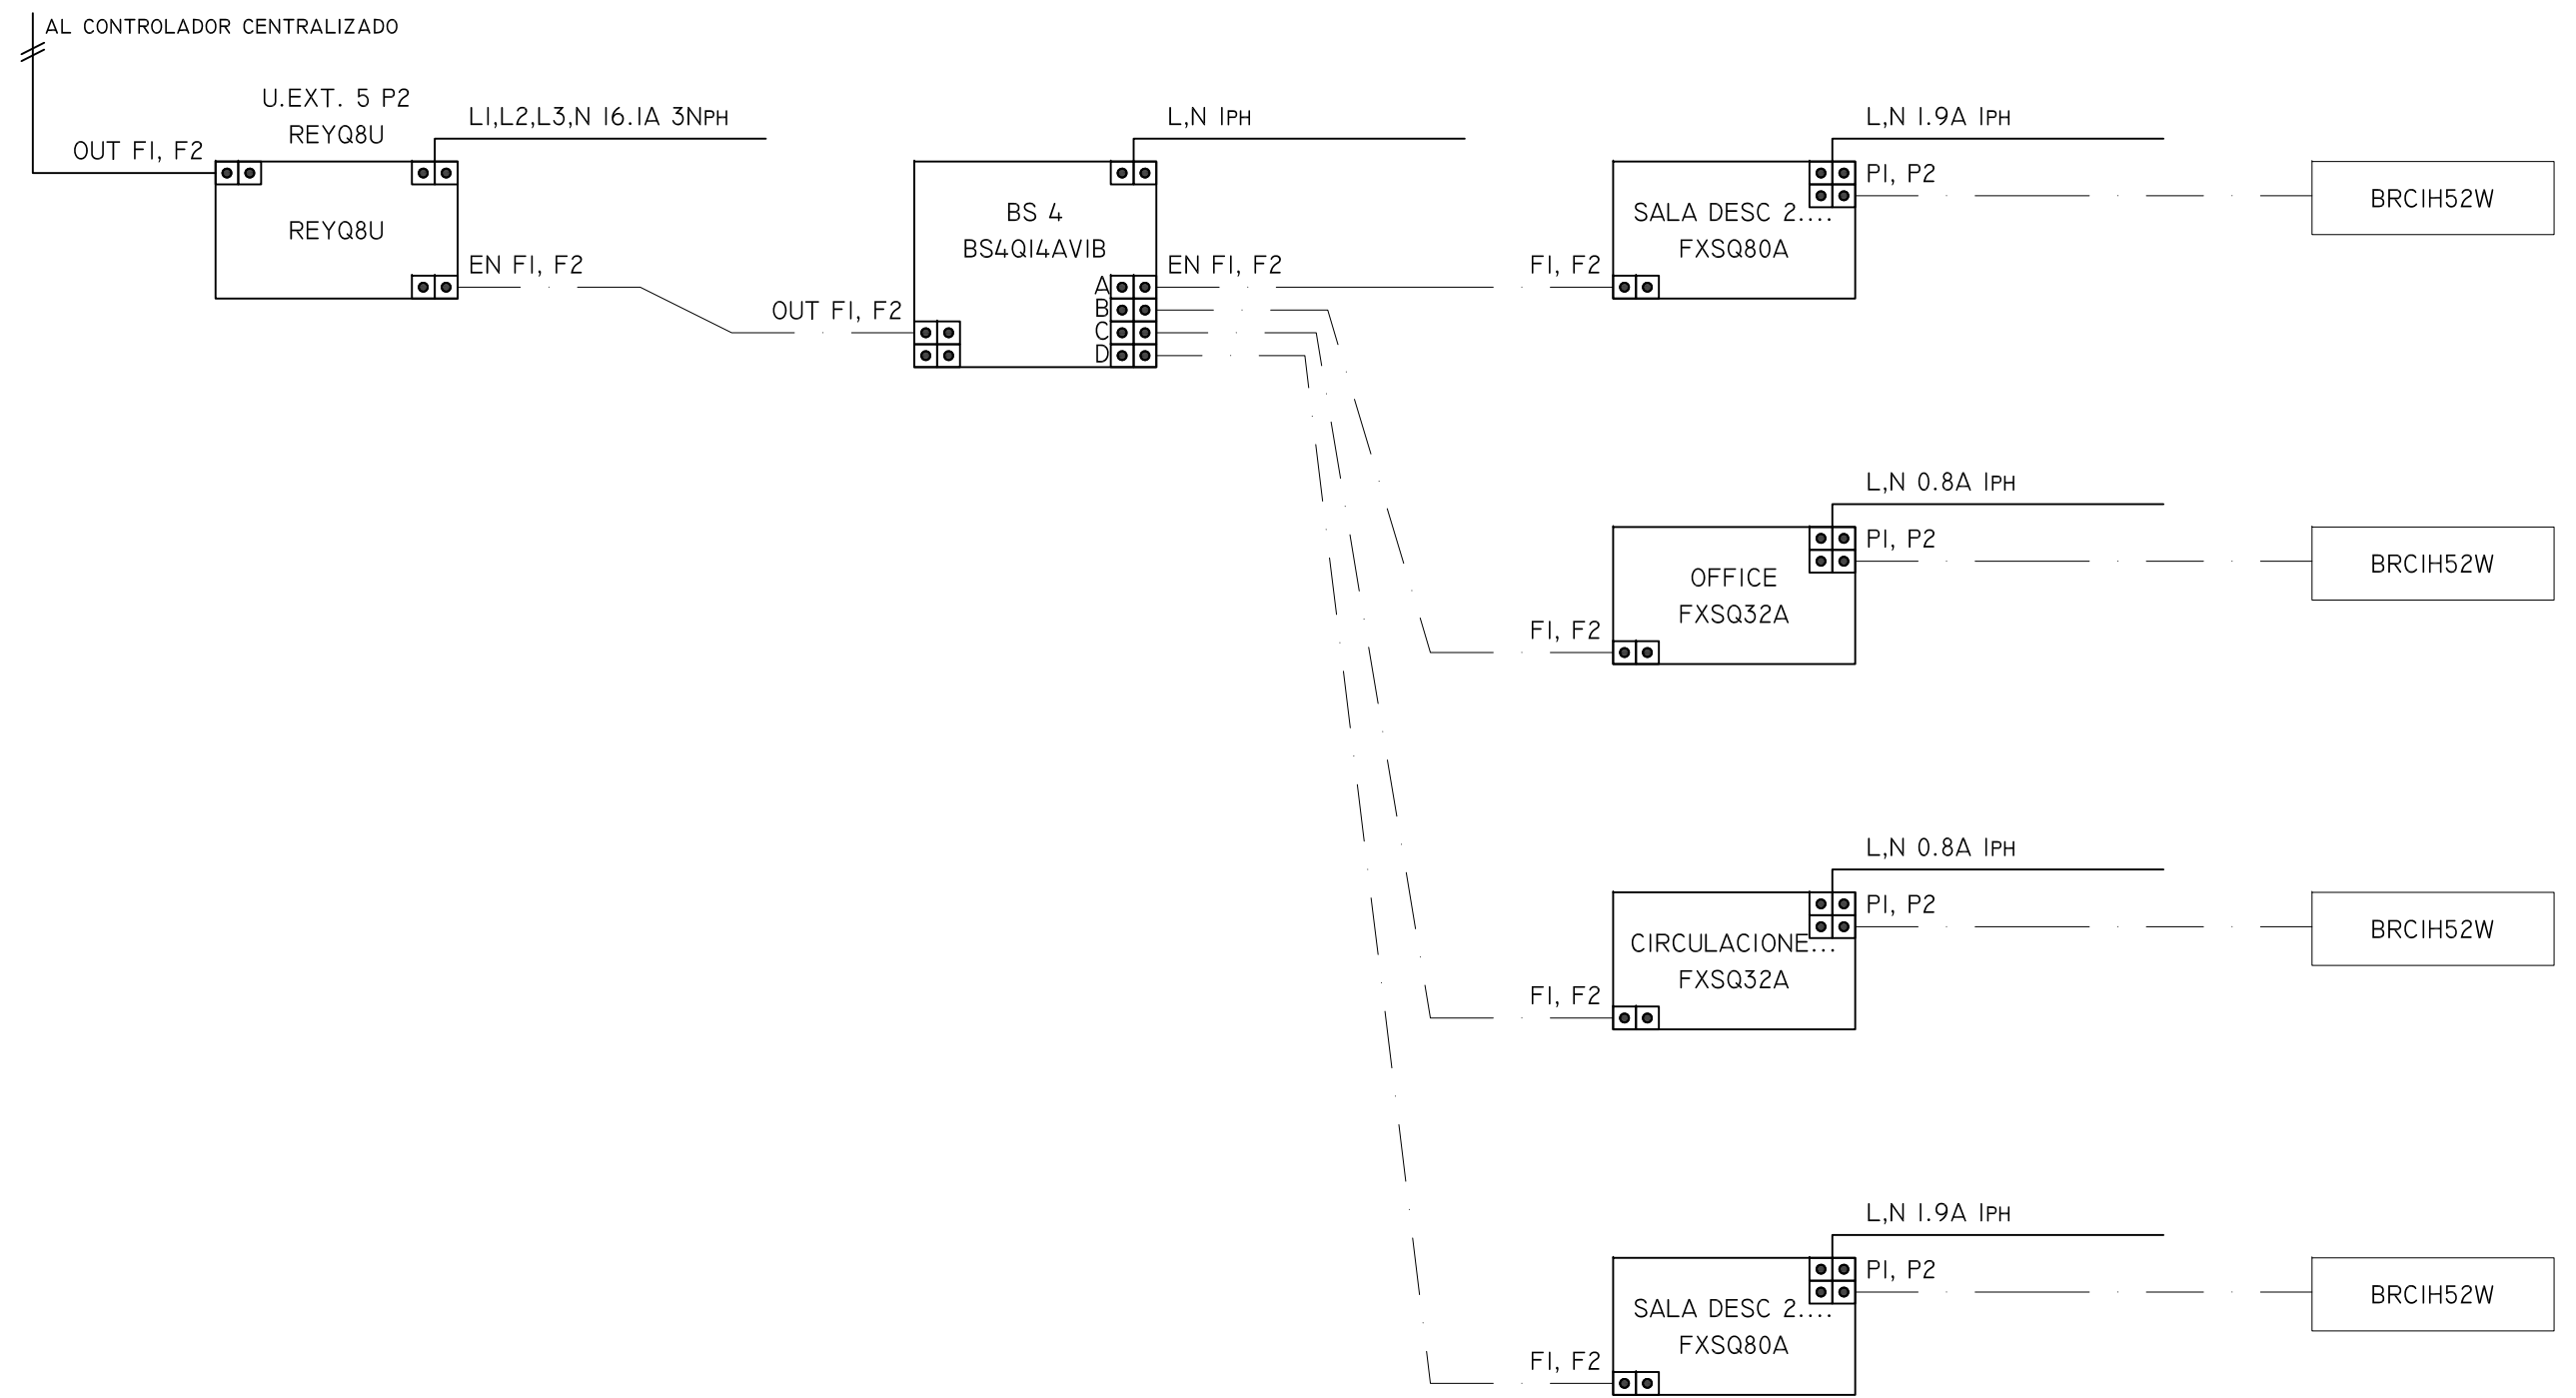 AL CONTROLADOR CENTRALIZADO
U.EXT. 5 P2
REYQ8U
OUT F1, F2
L1,L2,L3,N 16.1A 3NPH
REYQ8U
EN F1, F2
L,N 1PH
BS 4
BS4Q14AV1B
OUT F1, F2
EN F1, F2
A
B
C
D
L,N 1.9A 1PH
P1, P2
SALA DESC 2....
FXSQ80A
F1, F2
BRC1H52W
L,N 0.8A 1PH
P1, P2
OFFICE
FXSQ32A
F1, F2
BRC1H52W
L,N 0.8A 1PH
P1, P2
CIRCULACIONE...
FXSQ32A
F1, F2
BRC1H52W
L,N 1.9A 1PH
P1, P2
SALA DESC 2....
FXSQ80A
F1, F2
BRC1H52W